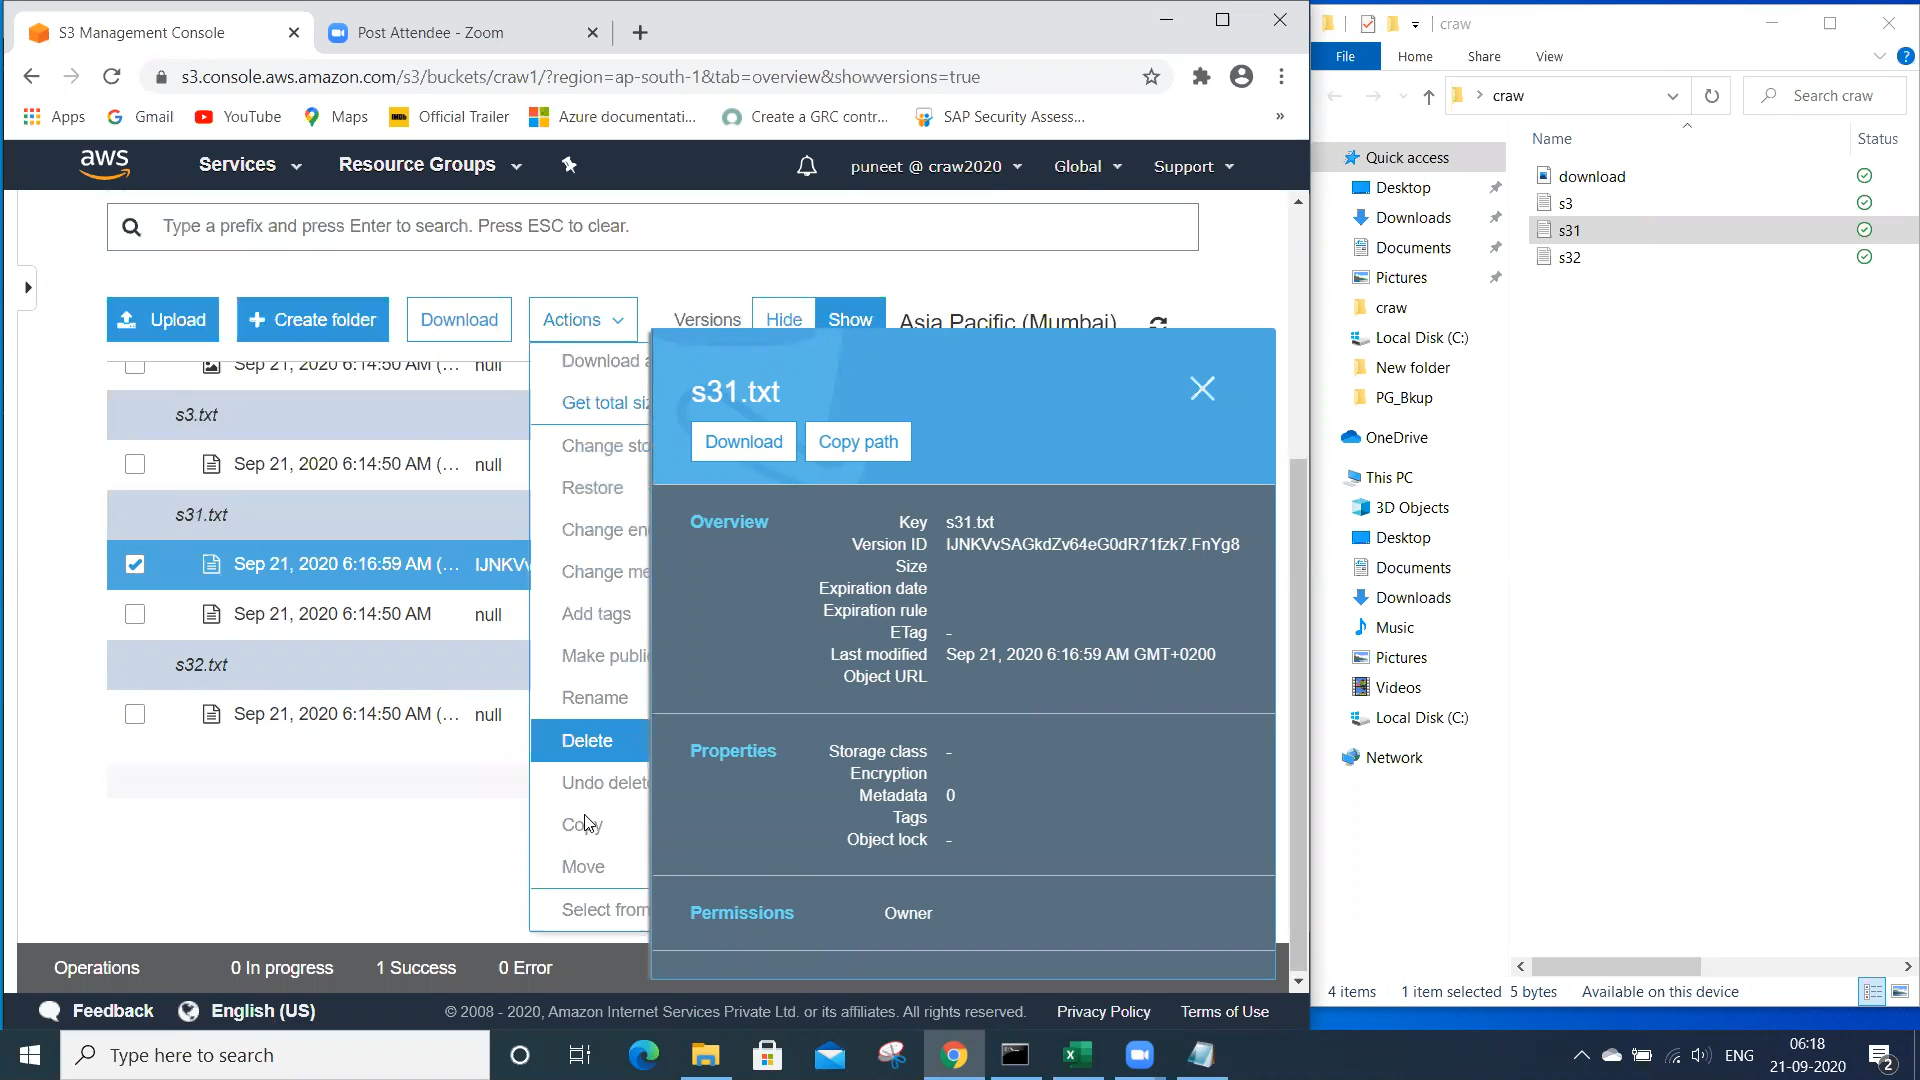 S3 Management Console
Post Attendee - Zoom
s3.console.aws.amazon.com/s3/buckets/craw1/?region=ap-south-1&tab=overview&showversions=true
Apps
Gmail
YouTube
Maps
IMDb
Official Trailer
Azure documentati...
Create a GRC contr...
SAP Security Assess...
»
aws
Services
Resource Groups
puneet @ craw2020
Global
Support
Type a prefix and press Enter to search. Press ESC to clear.
Upload
Create folder
Download
Actions
Versions
Hide
Show
Asia Pacific (Mumbai)
Sep 21, 2020 6:14:50 AM (... null
s3.txt
Sep 21, 2020 6:14:50 AM (... null
s31.txt
Sep 21, 2020 6:16:59 AM (... IJNKVv
Sep 21, 2020 6:14:50 AM null
s32.txt
Sep 21, 2020 6:14:50 AM (... null
Download a
Get total siz
Change sto
Restore
Change en
Change me
Add tags
Make publi
Rename
Delete
Undo delete
Copy
Move
Select from
s31.txt
Download
Copy path
Overview
Key s31.txt
Version ID IJNKVvSAGkdZv64eG0dR71fzk7.FnYg8
Size
Expiration date
Expiration rule
ETag -
Last modified Sep 21, 2020 6:16:59 AM GMT+0200
Object URL
Properties
Storage class -
Encryption
Metadata 0
Tags
Object lock -
Permissions
Owner
Operations
0 In progress
1 Success
0 Error
Feedback
English (US)
© 2008 - 2020, Amazon Internet Services Private Ltd. or its affiliates. All rights reserved.
Privacy Policy
Terms of Use
craw
File
Home
Share
View
craw
Search craw
Name
Status
Quick access
Desktop
Downloads
Documents
Pictures
craw
Local Disk (C:)
New folder
PG_Bkup
OneDrive
This PC
3D Objects
Desktop
Documents
Downloads
Music
Pictures
Videos
Local Disk (C:)
Network
download
s3
s31
s32
4 items
1 item selected 5 bytes
Available on this device
Type here to search
ENG
06:18
21-09-2020
2